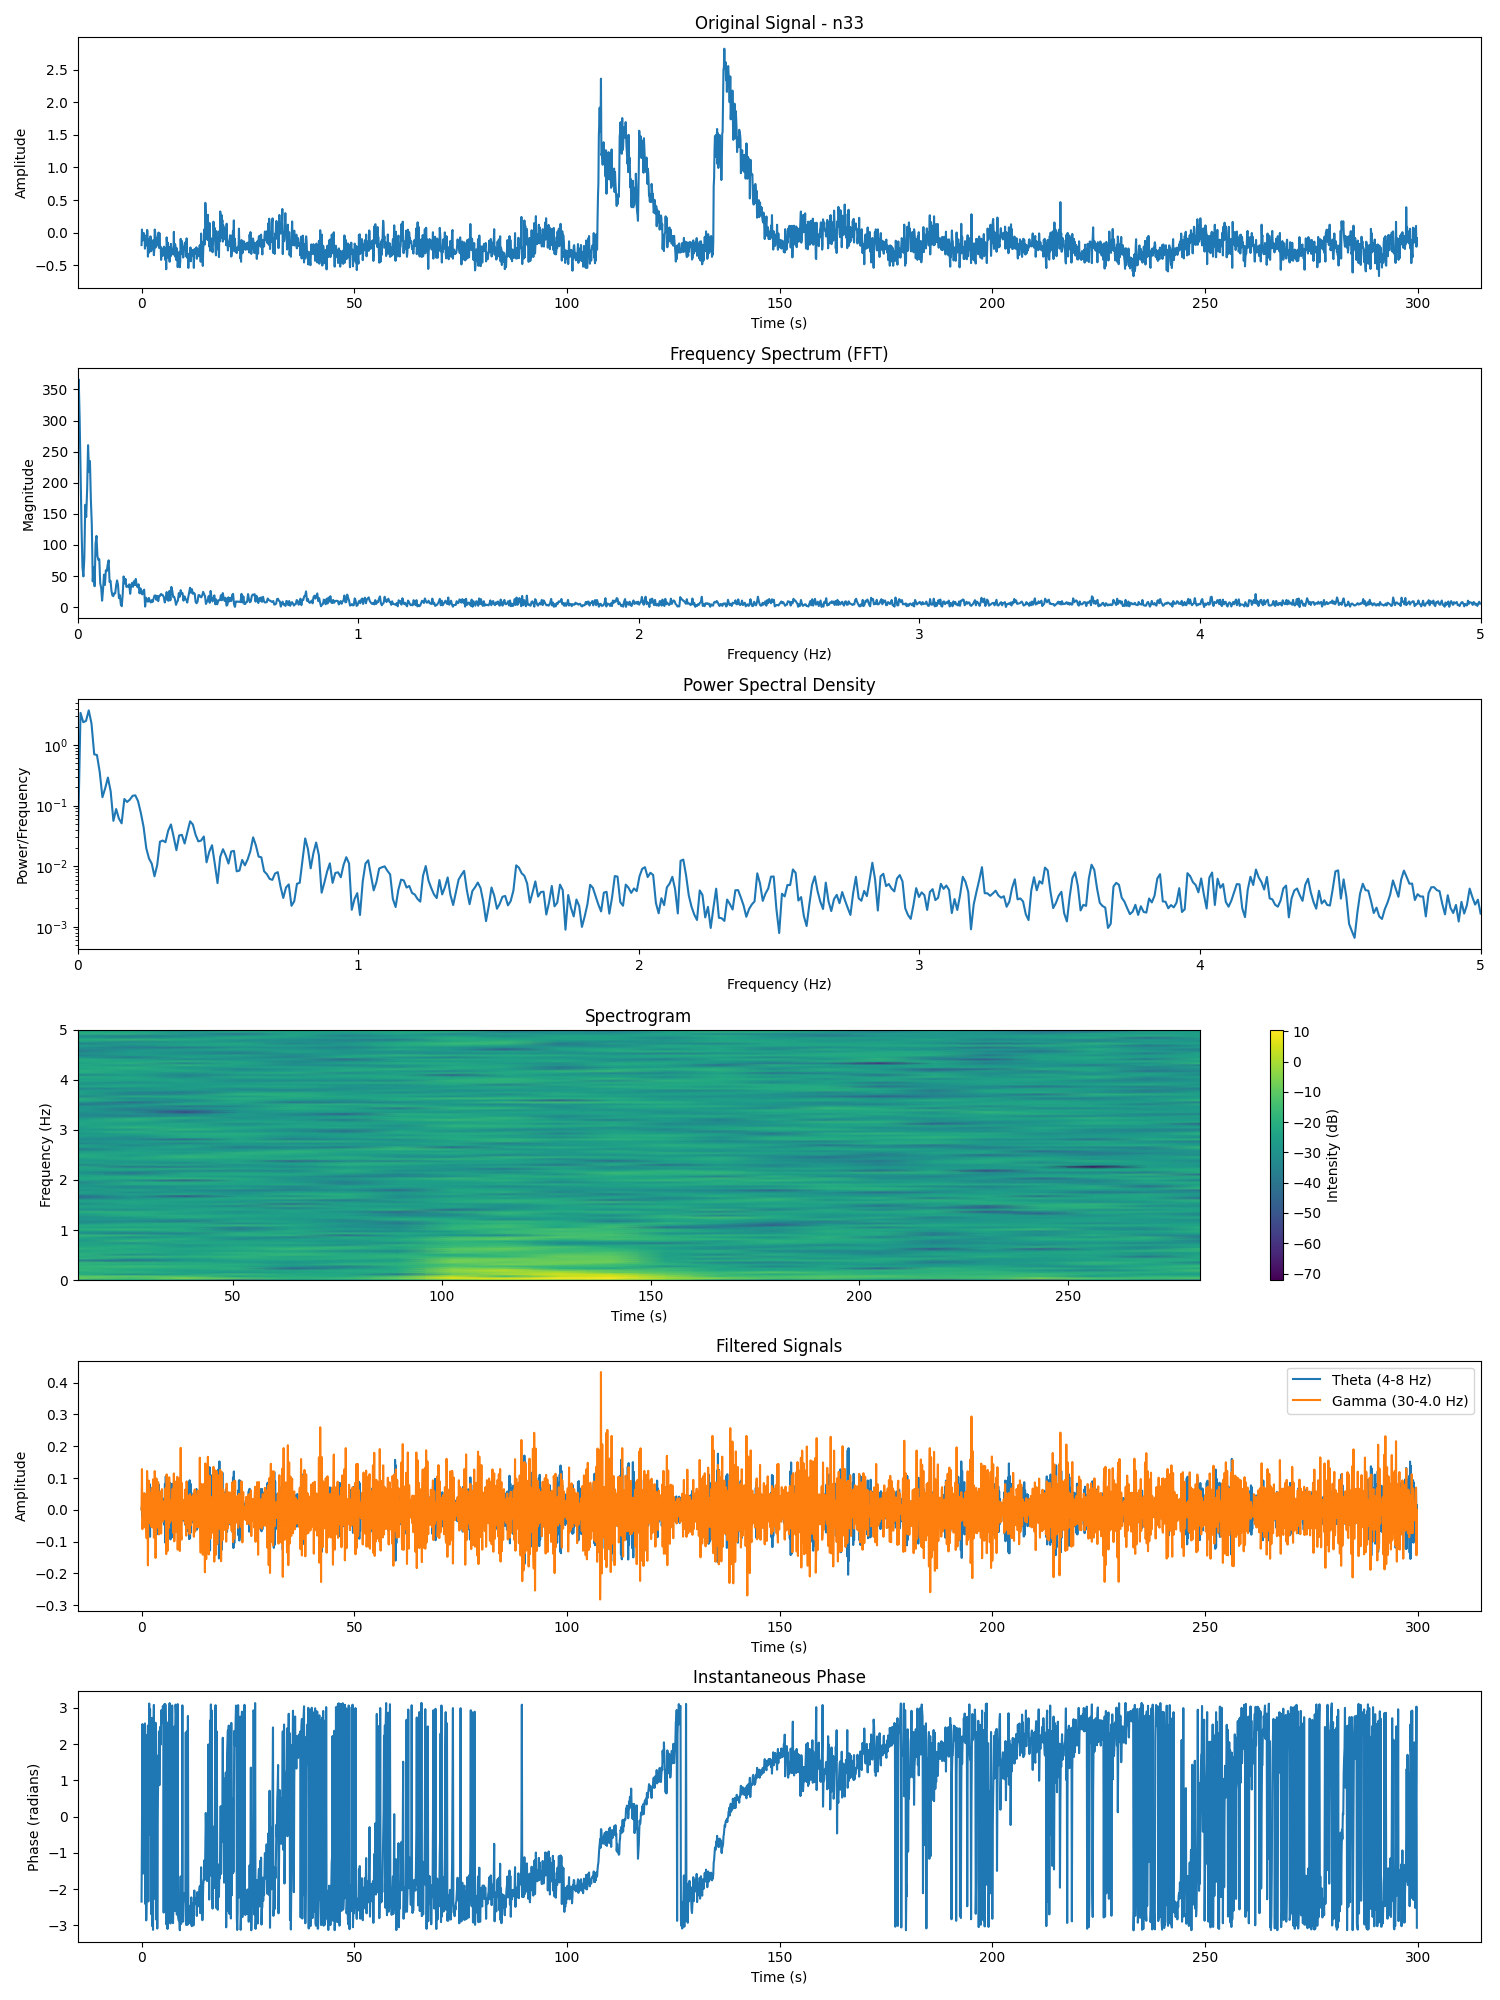 Original Signal - n33
2.5
2.0
1.5
1.0
0.5
0.0
−0.5
Amplitude
0 50 100 150 200 250 300
Time (s)
Frequency Spectrum (FFT)
350
300
250
200
150
100
50
0
Magnitude
0 1 2 3 4 5
Frequency (Hz)
Power Spectral Density
10⁰
10⁻¹
10⁻²
10⁻³
Power/Frequency
0 1 2 3 4 5
Frequency (Hz)
Spectrogram
5
4
3
2
1
0
Frequency (Hz)
50 100 150 200 250
Time (s)
10
0
−10
−20
−30
−40
−50
−60
−70
Intensity (dB)
Filtered Signals
Theta (4-8 Hz)
Gamma (30-4.0 Hz)
0.4
0.3
0.2
0.1
0.0
−0.1
−0.2
−0.3
Amplitude
0 50 100 150 200 250 300
Time (s)
Instantaneous Phase
3
2
1
0
−1
−2
−3
Phase (radians)
0 50 100 150 200 250 300
Time (s)